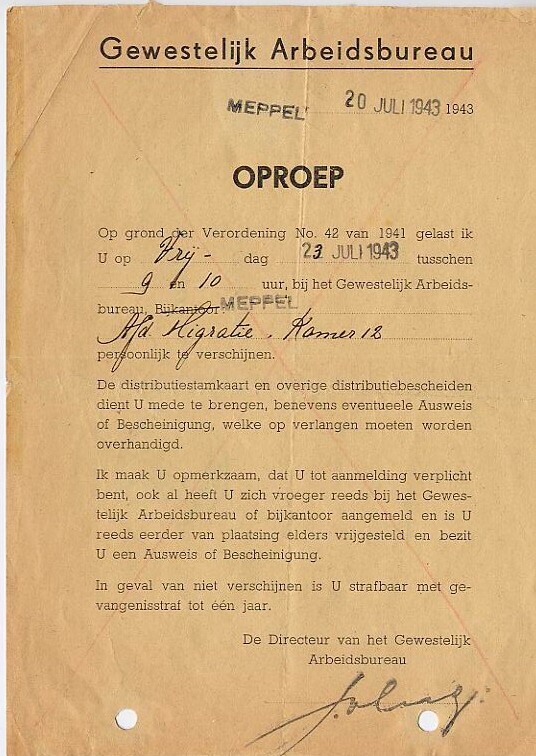 Gewestelijk Arbeidsbureau
MEPPEL 20 JULI 1943 1943
OPROEP
Op grond der Verordening No. 42 van 1941 gelast ik
U op Vrij- dag 23 JULI 1943 tusschen
9 en 10 uur, bij het Gewestelijk Arbeids-
bureau, Bijkantoor: MEPPEL
Afd. Migratie. Kamer 12
persoonlijk te verschijnen.
De distributiestamkaart en overige distributiebescheiden
dient U mede te brengen, benevens eventueele Ausweis
of Bescheinigung, welke op verlangen moeten worden
overhandigd.
Ik maak U opmerkzaam, dat U tot aanmelding verplicht
bent, ook al heeft U zich vroeger reeds bij het Gewes-
telijk Arbeidsbureau of bijkantoor aangemeld en is U
reeds eerder van plaatsing elders vrijgesteld en bezit
U een Ausweis of Bescheinigung.
In geval van niet verschijnen is U strafbaar met ge-
vangenisstraf tot één jaar.
De Directeur van het Gewestelijk
Arbeidsbureau